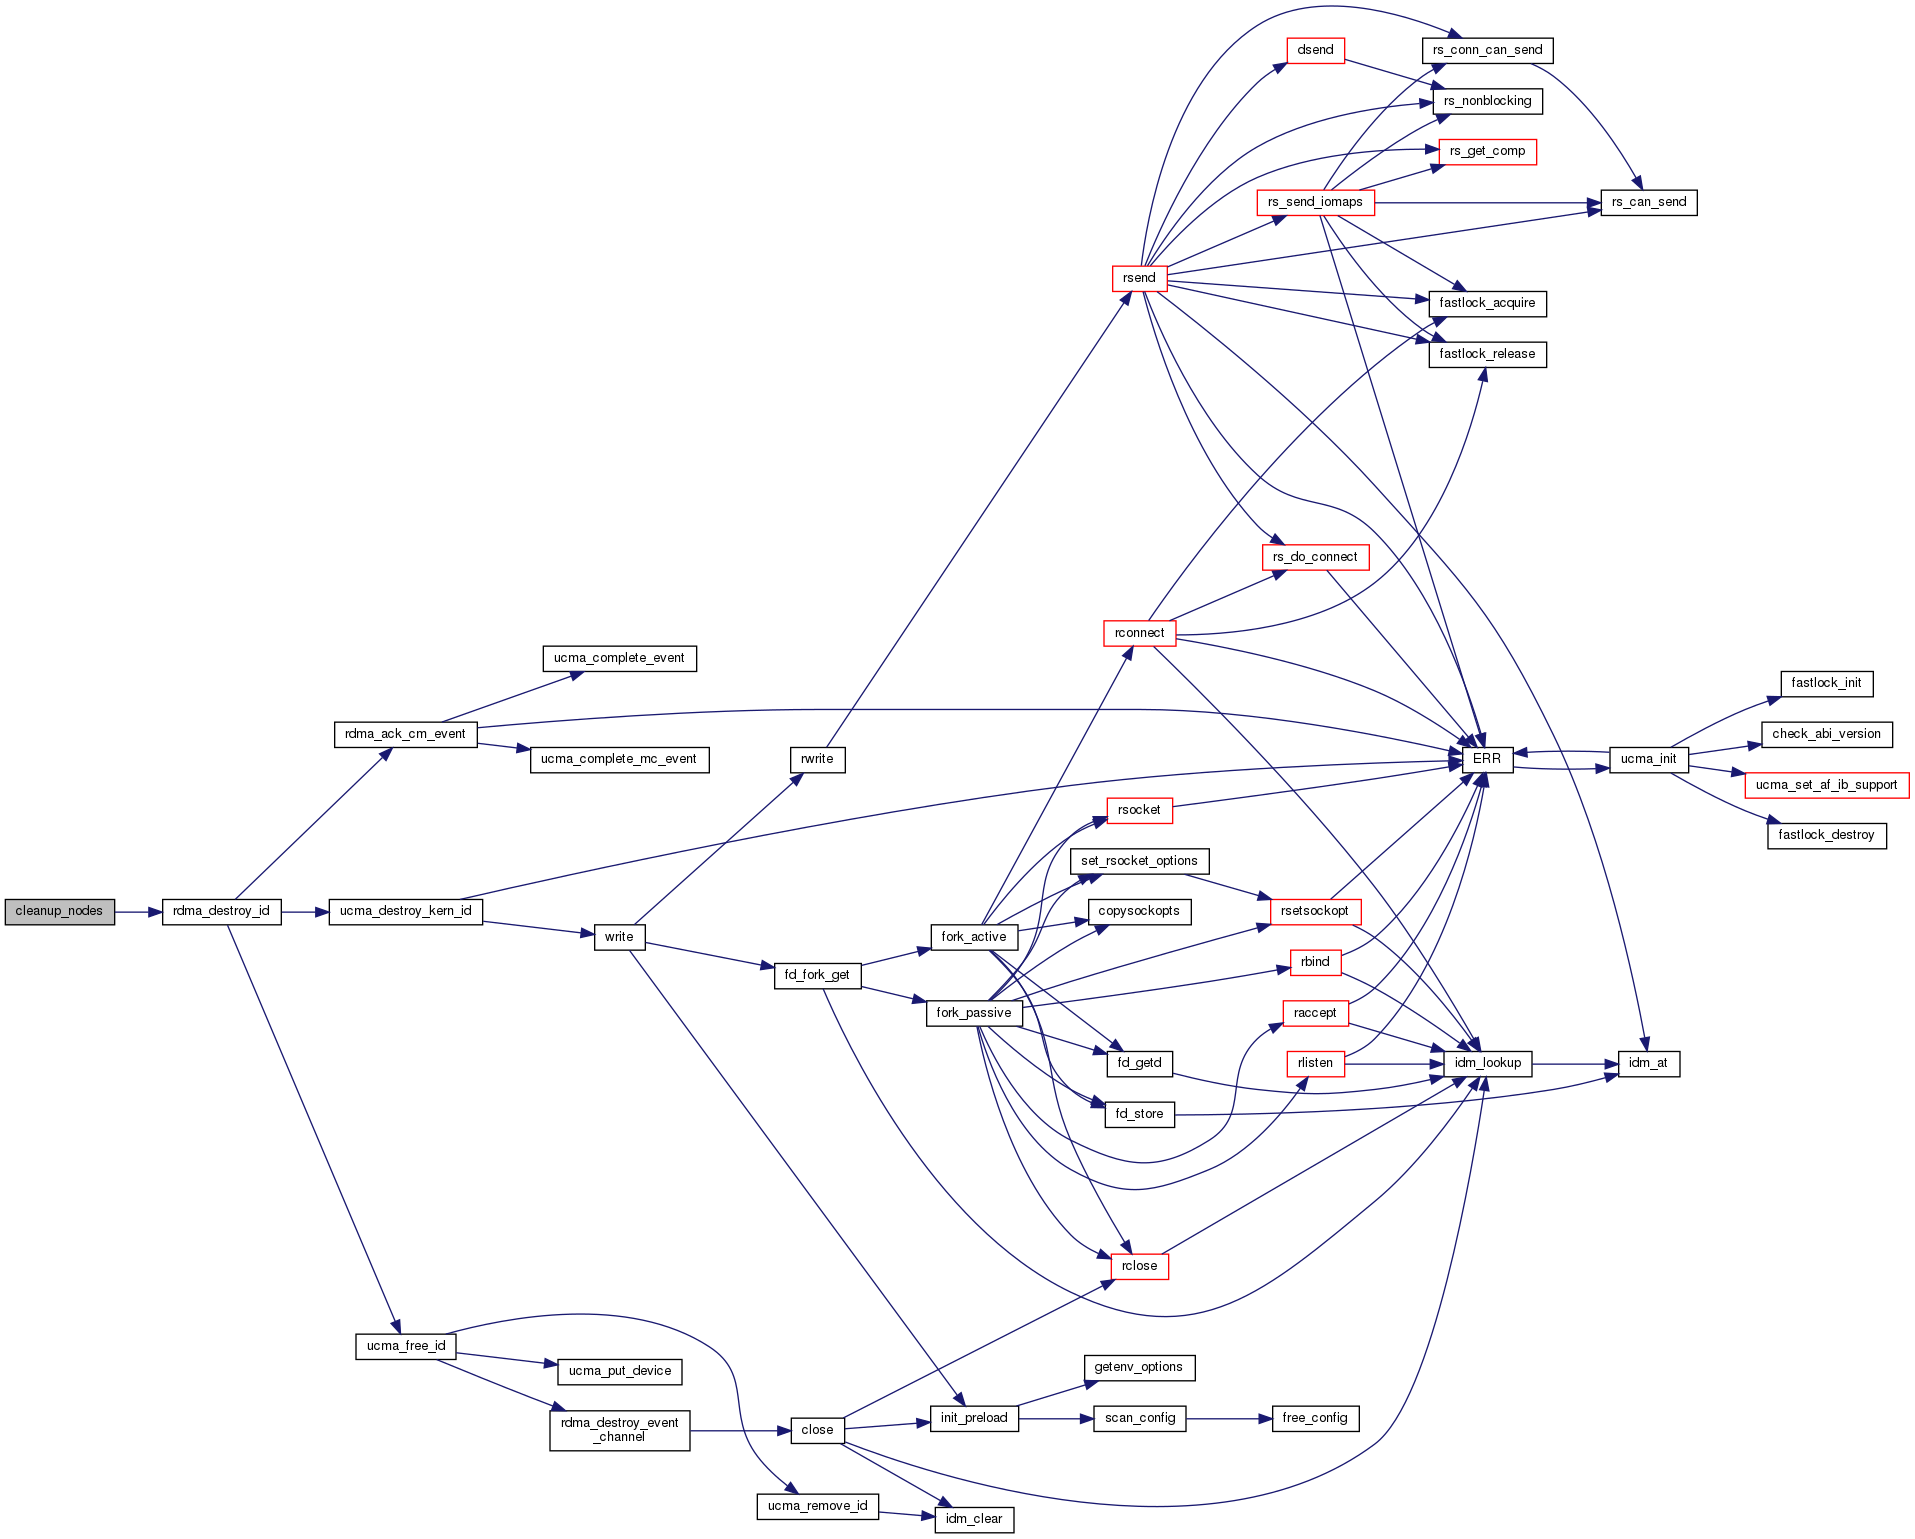 rs_conn_can_send
dsend
rs_nonblocking
rs_get_comp
rs_send_iomaps
rs_can_send
rsend
fastlock_acquire
fastlock_release
rs_do_connect
rconnect
ucma_complete_event
fastlock_init
rdma_ack_cm_event
check_abi_version
ucma_complete_mc_event
rwrite
ERR
ucma_init
ucma_set_af_ib_support
rsocket
fastlock_destroy
set_rsocket_options
cleanup_nodes
rdma_destroy_id
ucma_destroy_kern_id
copysockopts
rsetsockopt
write
fork_active
rbind
fd_fork_get
fork_passive
raccept
fd_getd
rlisten
idm_lookup
idm_at
fd_store
rclose
ucma_free_id
ucma_put_device
getenv_options
rdma_destroy_event
_channel
close
init_preload
scan_config
free_config
ucma_remove_id
idm_clear